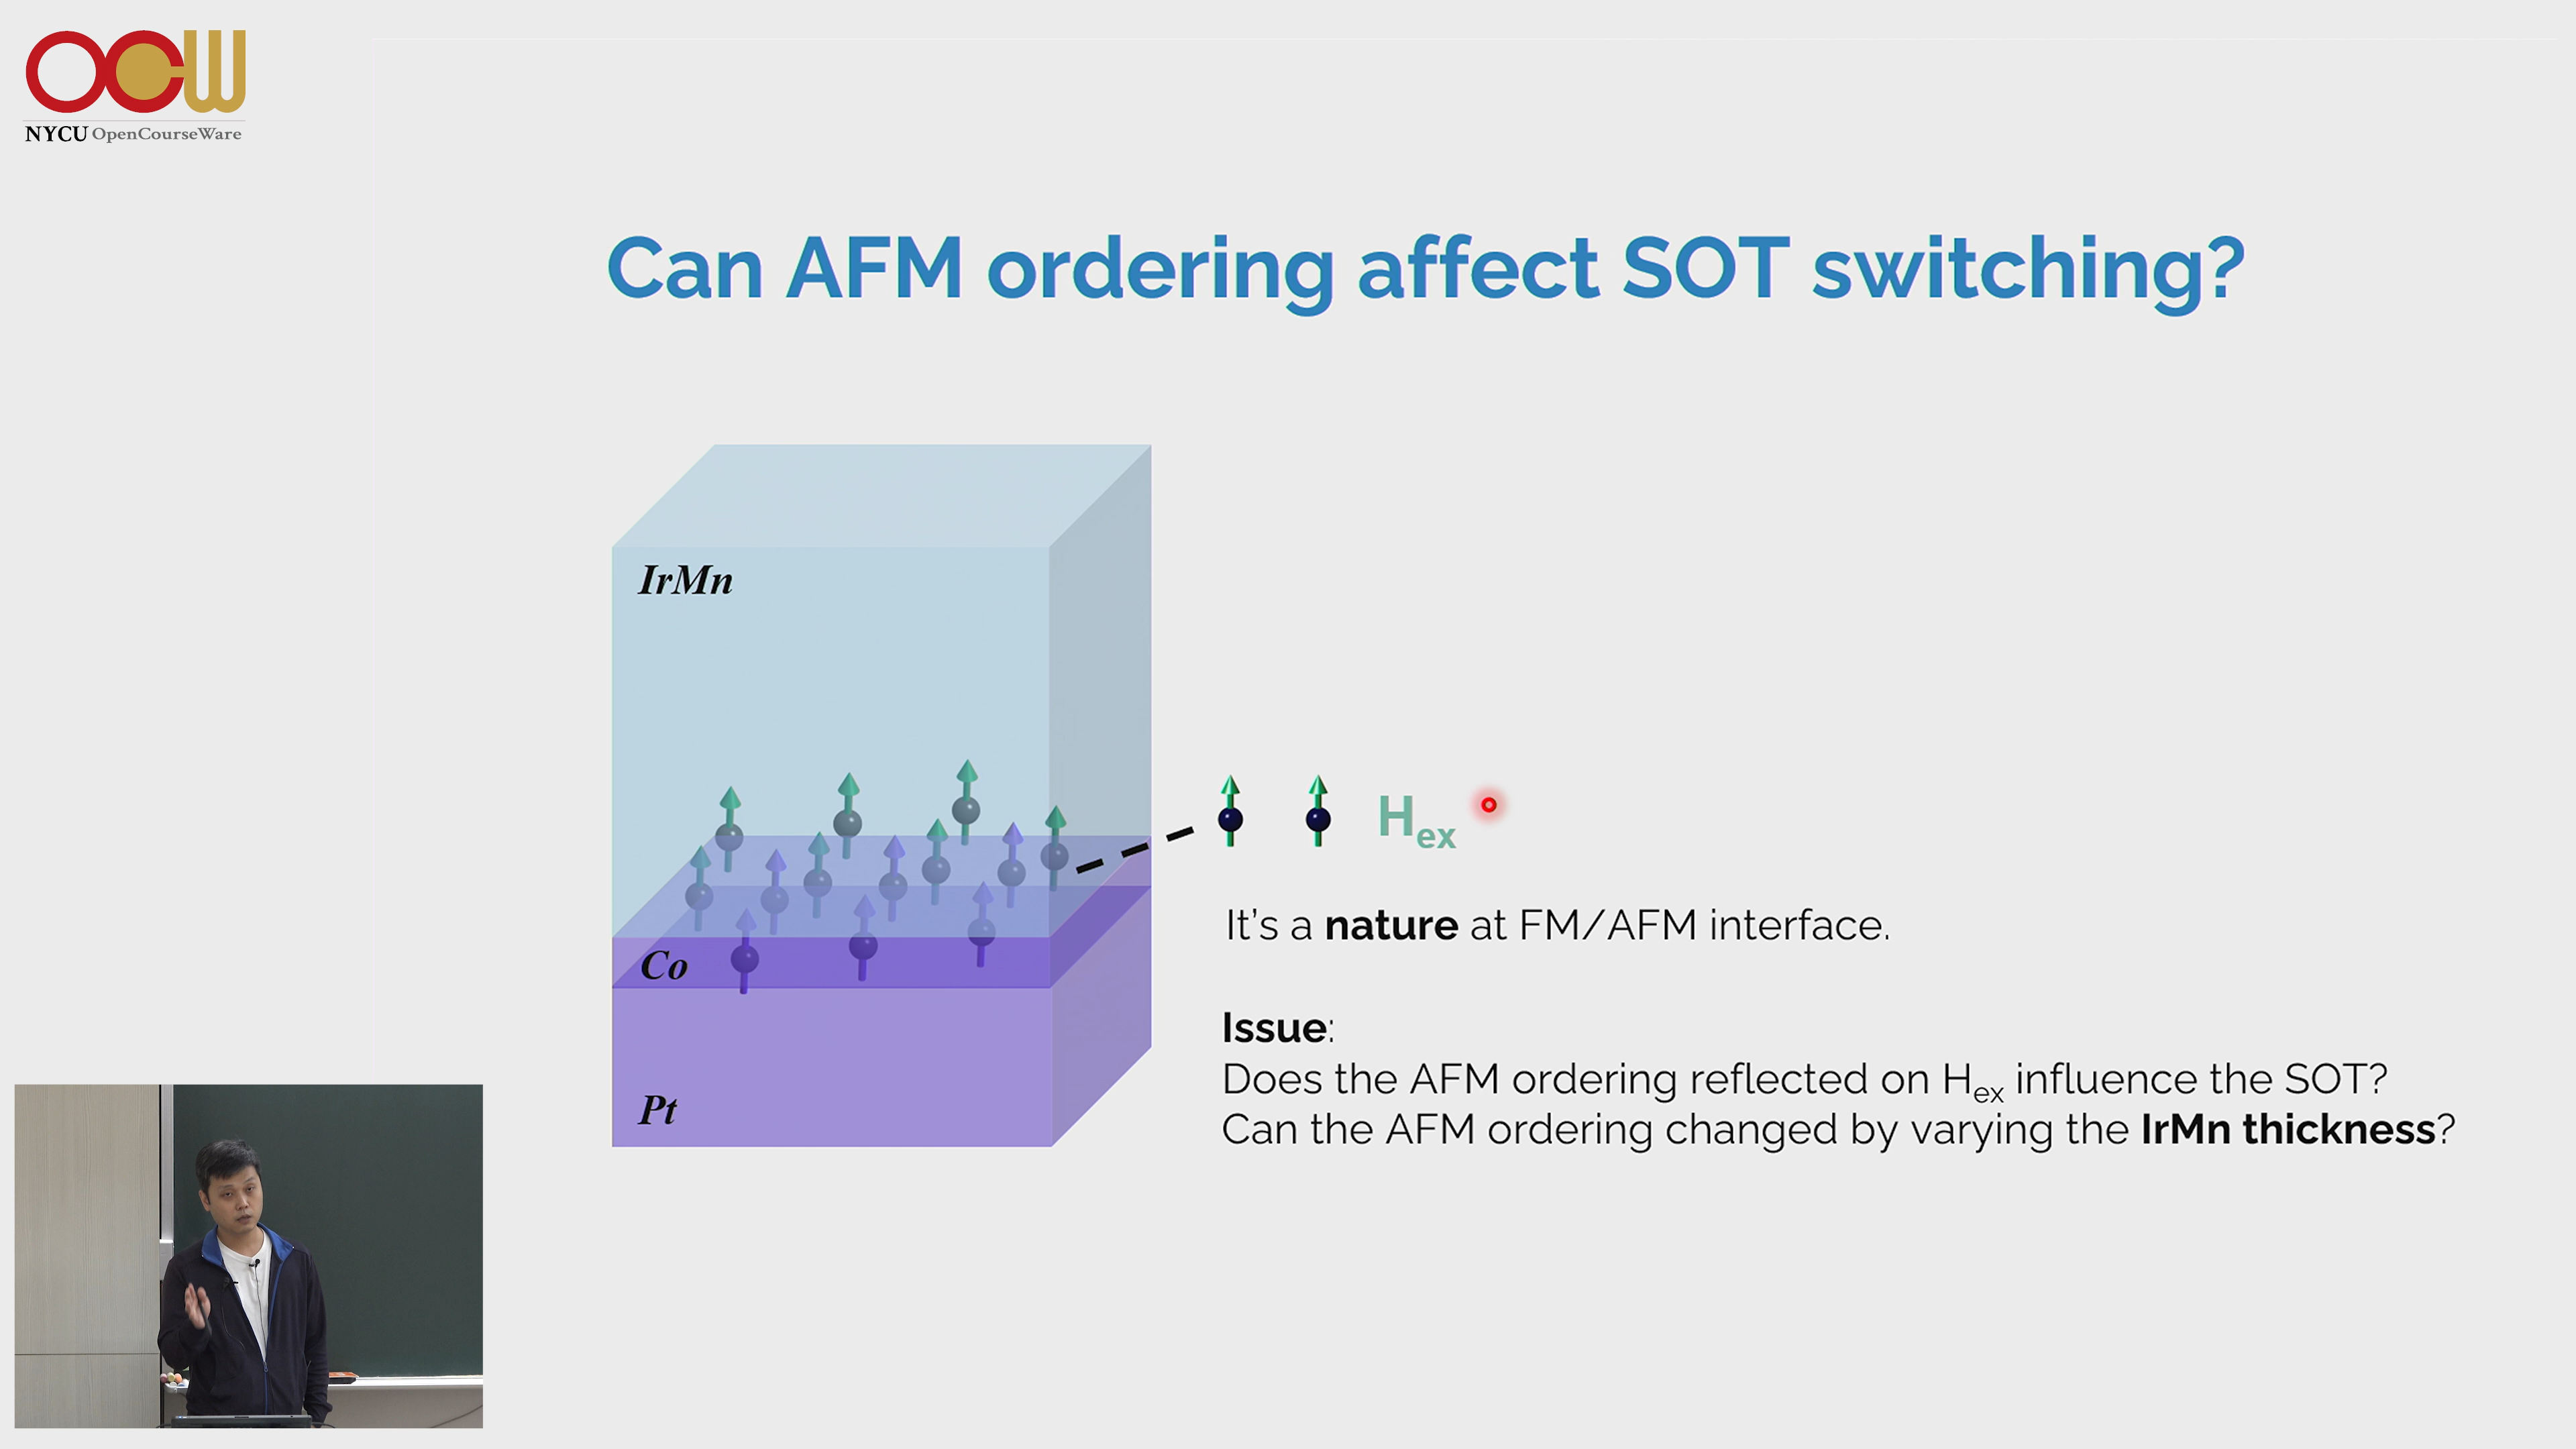 OCW
NYCU OpenCourseWare
Can AFM ordering affect SOT switching?
IrMn
Hex
It's a nature at FM/AFM interface.
Co
Issue:
Does the AFM ordering reflected on Hex influence the SOT?
Pt
Can the AFM ordering changed by varying the IrMn thickness?